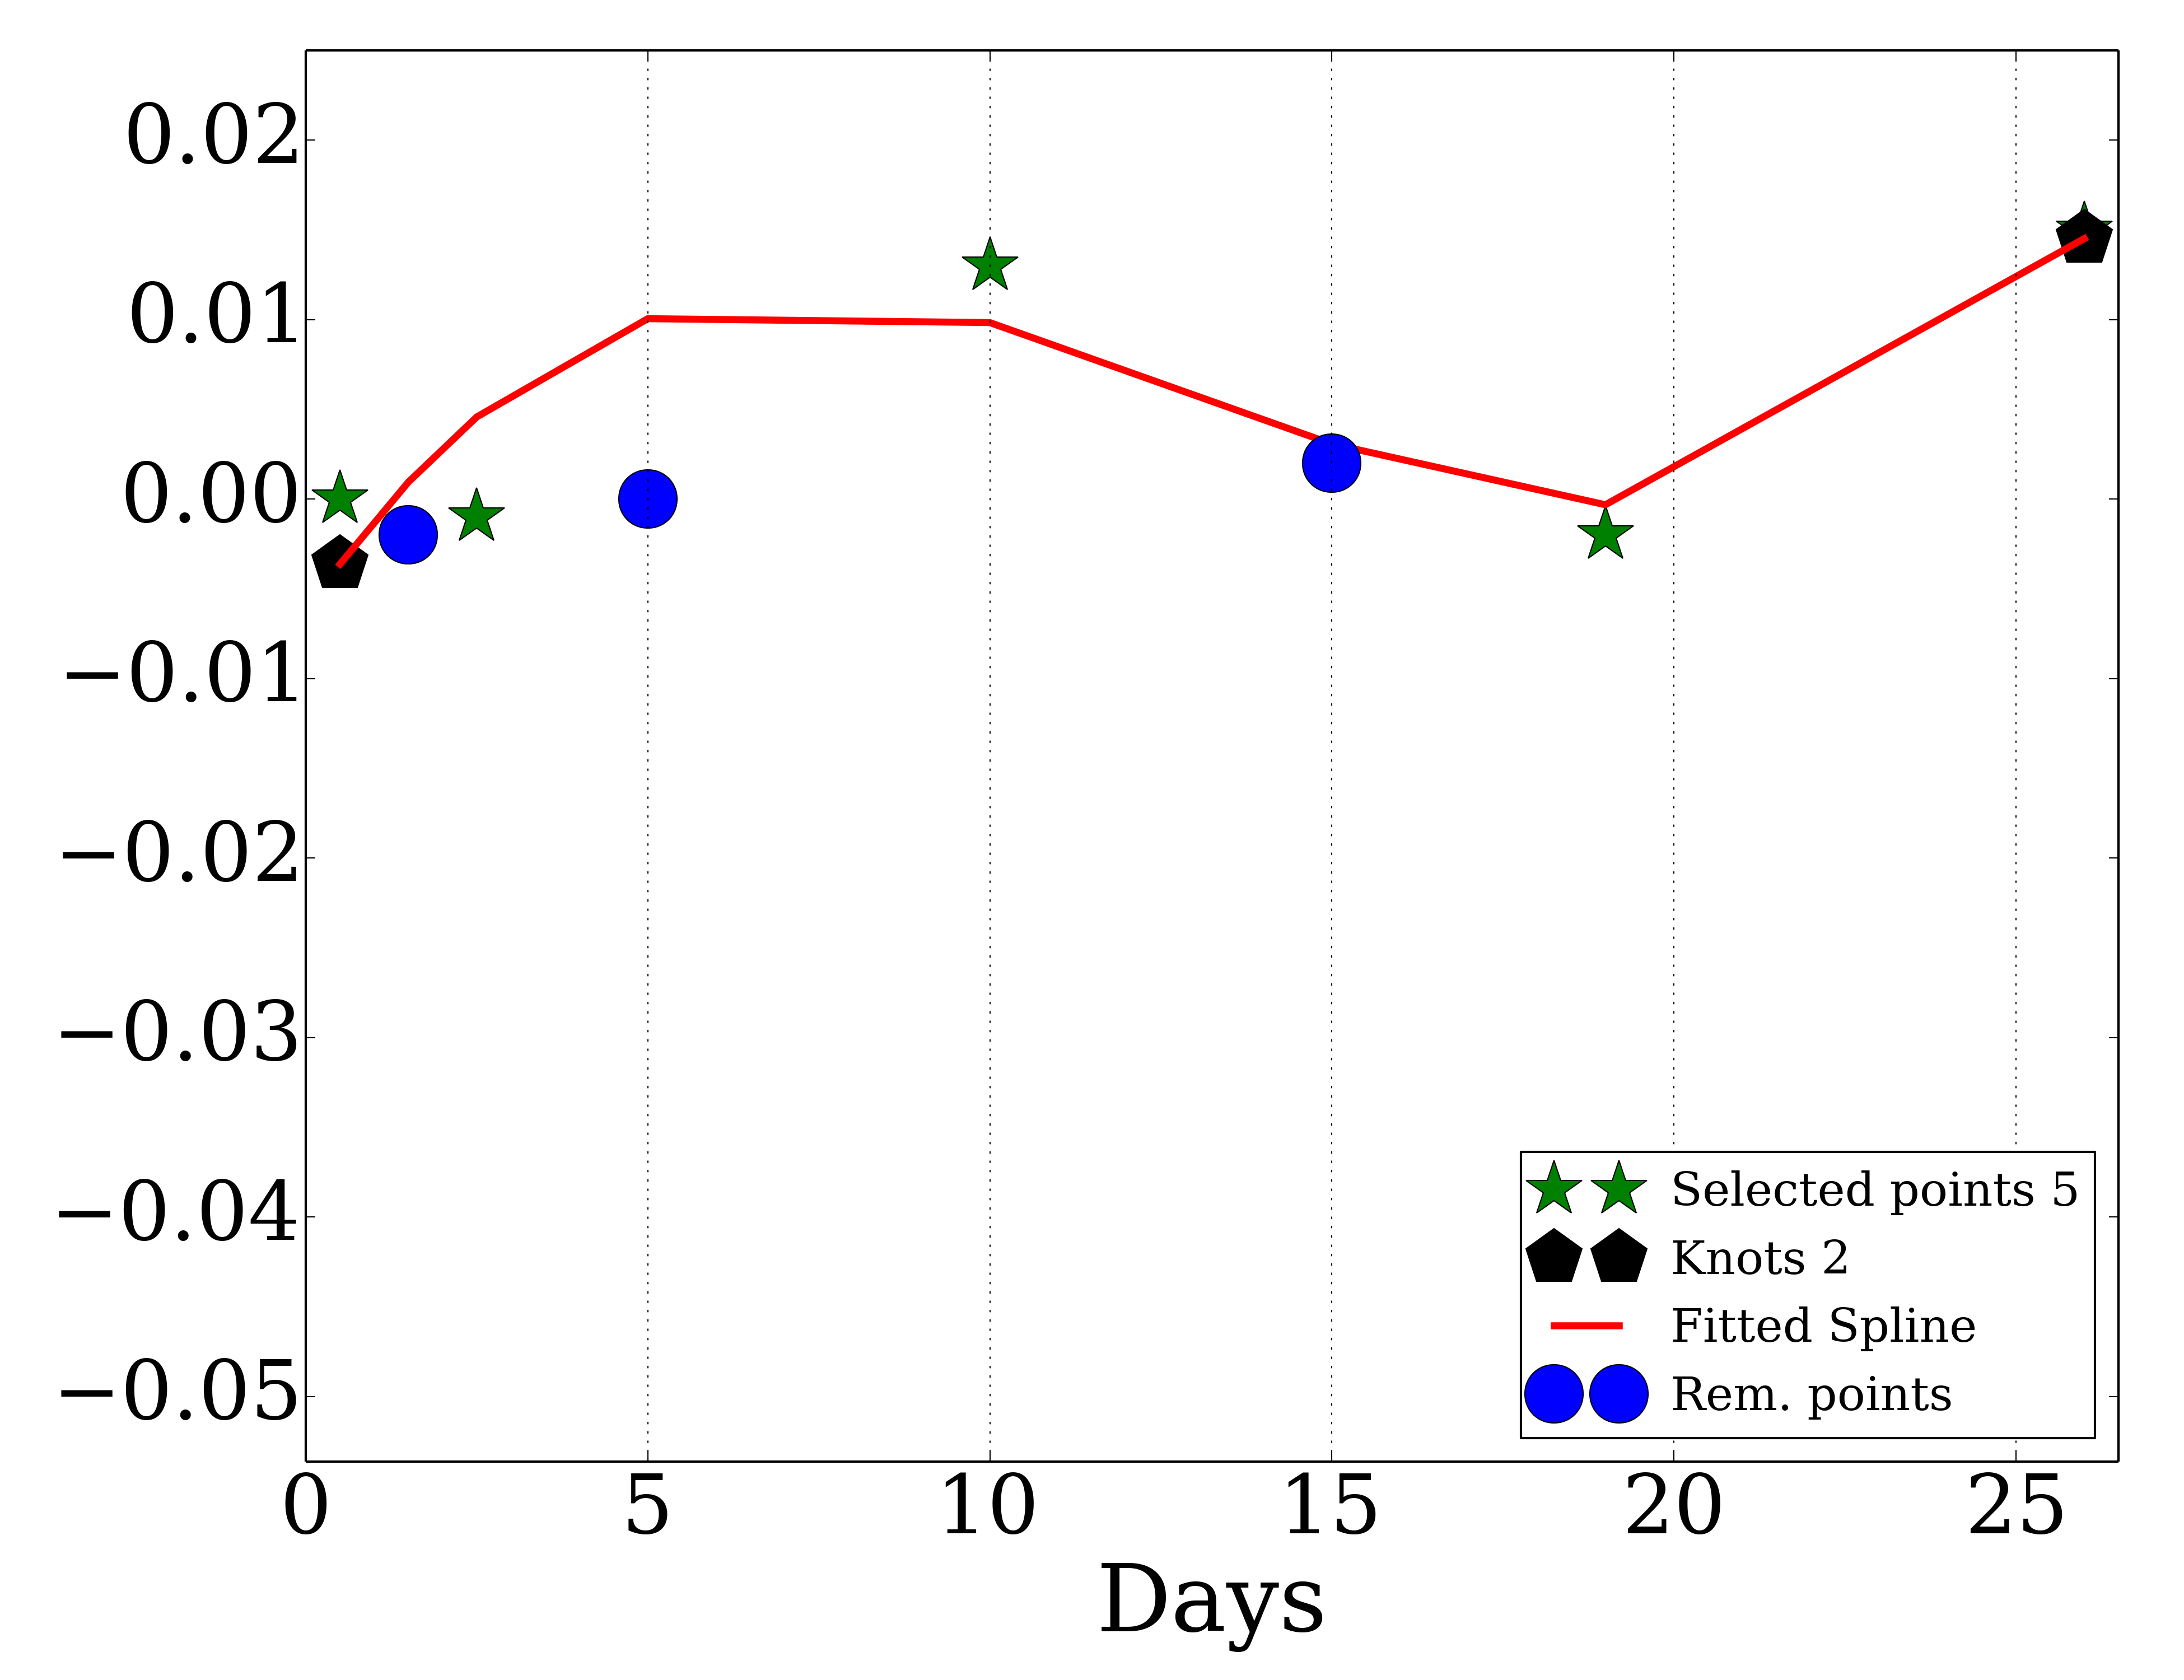 0.02
0.01
0.00
−0.01
−0.02
−0.03
−0.04
−0.05
0 5 10 15 20 25
Days
Selected points 5
Knots 2
Fitted Spline
Rem. points